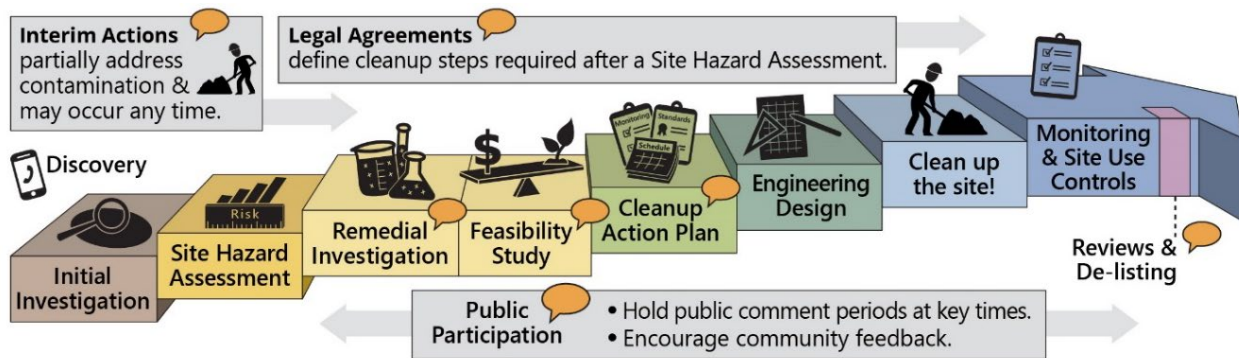 Interim Actions
partially address
contamination &
may occur any time.
Legal Agreements
define cleanup steps required after a Site Hazard Assessment.
Discovery
Initial
Investigation
Risk
Site Hazard
Assessment
Remedial
Investigation
$
Feasibility
Study
Monitoring
Standards
Schedule
Cleanup
Action Plan
Engineering
Design
Clean up
the site!
Monitoring
& Site Use
Controls
Reviews &
De-listing
Public
Participation
• Hold public comment periods at key times.
• Encourage community feedback.